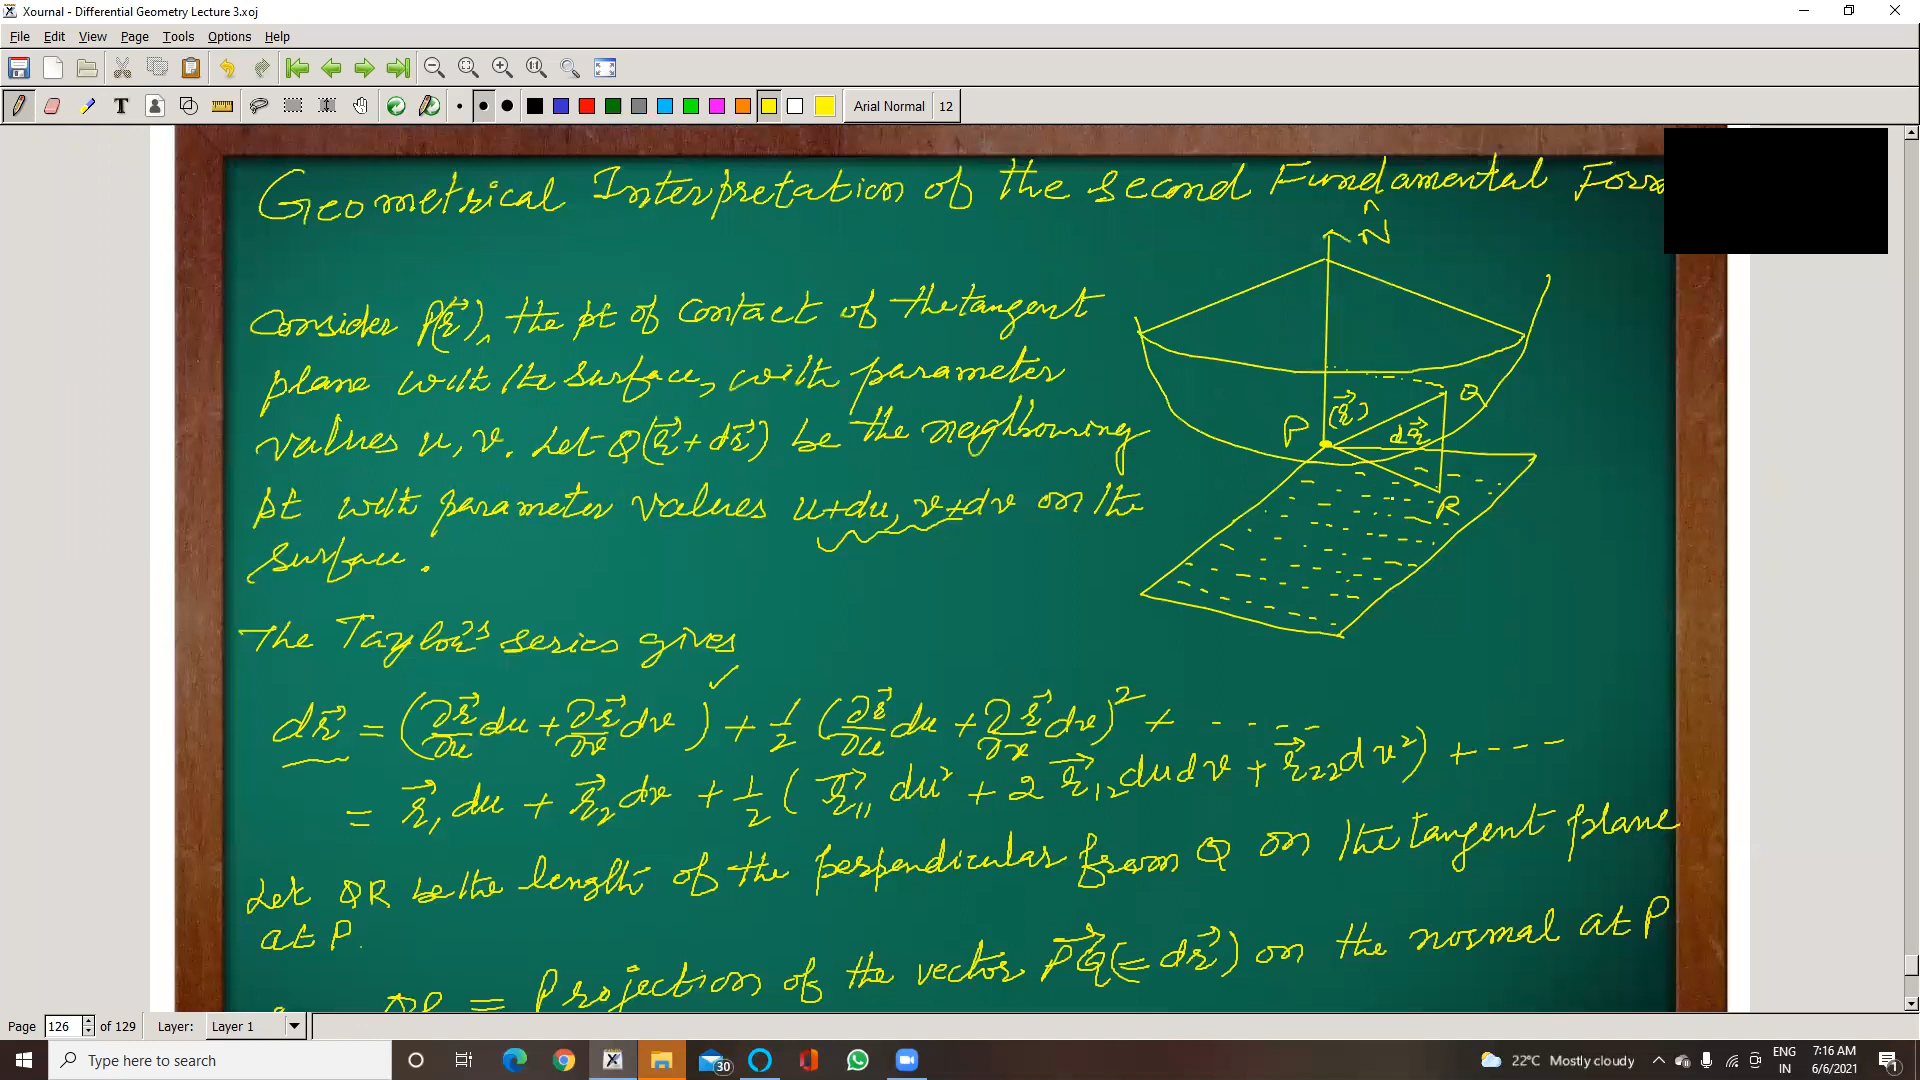 Xournal - Differential Geometry Lecture 3.xoj
File Edit View Page Tools Options Help
Arial Normal 12
Geometrical Interpretation of the second Fundamental Form
N̂
Consider P(r⃗), the pt of contact of the tangent
plane with the surface, with parameter
values u, v. Let Q(r⃗+dr⃗) be the neighbouring
pt with parameter values u+du, v+dv on the
surface.
P (r⃗) dr⃗ Q R
The Taylor's series gives
dr⃗ = (∂r⃗/∂u du + ∂r⃗/∂v dv) + 1/2 (∂r⃗/∂u du + ∂r⃗/∂v dv)² + - - - -
= r⃗₁ du + r⃗₂ dv + 1/2 (r⃗₁₁ du² + 2 r⃗₁₂ du dv + r⃗₂₂ dv²) + - - - -
Let QR be the length of the perpendicular from Q on the tangent plane
at P.
QR = Projection of the vector PQ⃗ (= dr⃗) on the normal at P
Page 126 of 129 Layer: Layer 1
Type here to search
30
22°C Mostly cloudy
ENG
IN
7:16 AM
6/6/2021
1